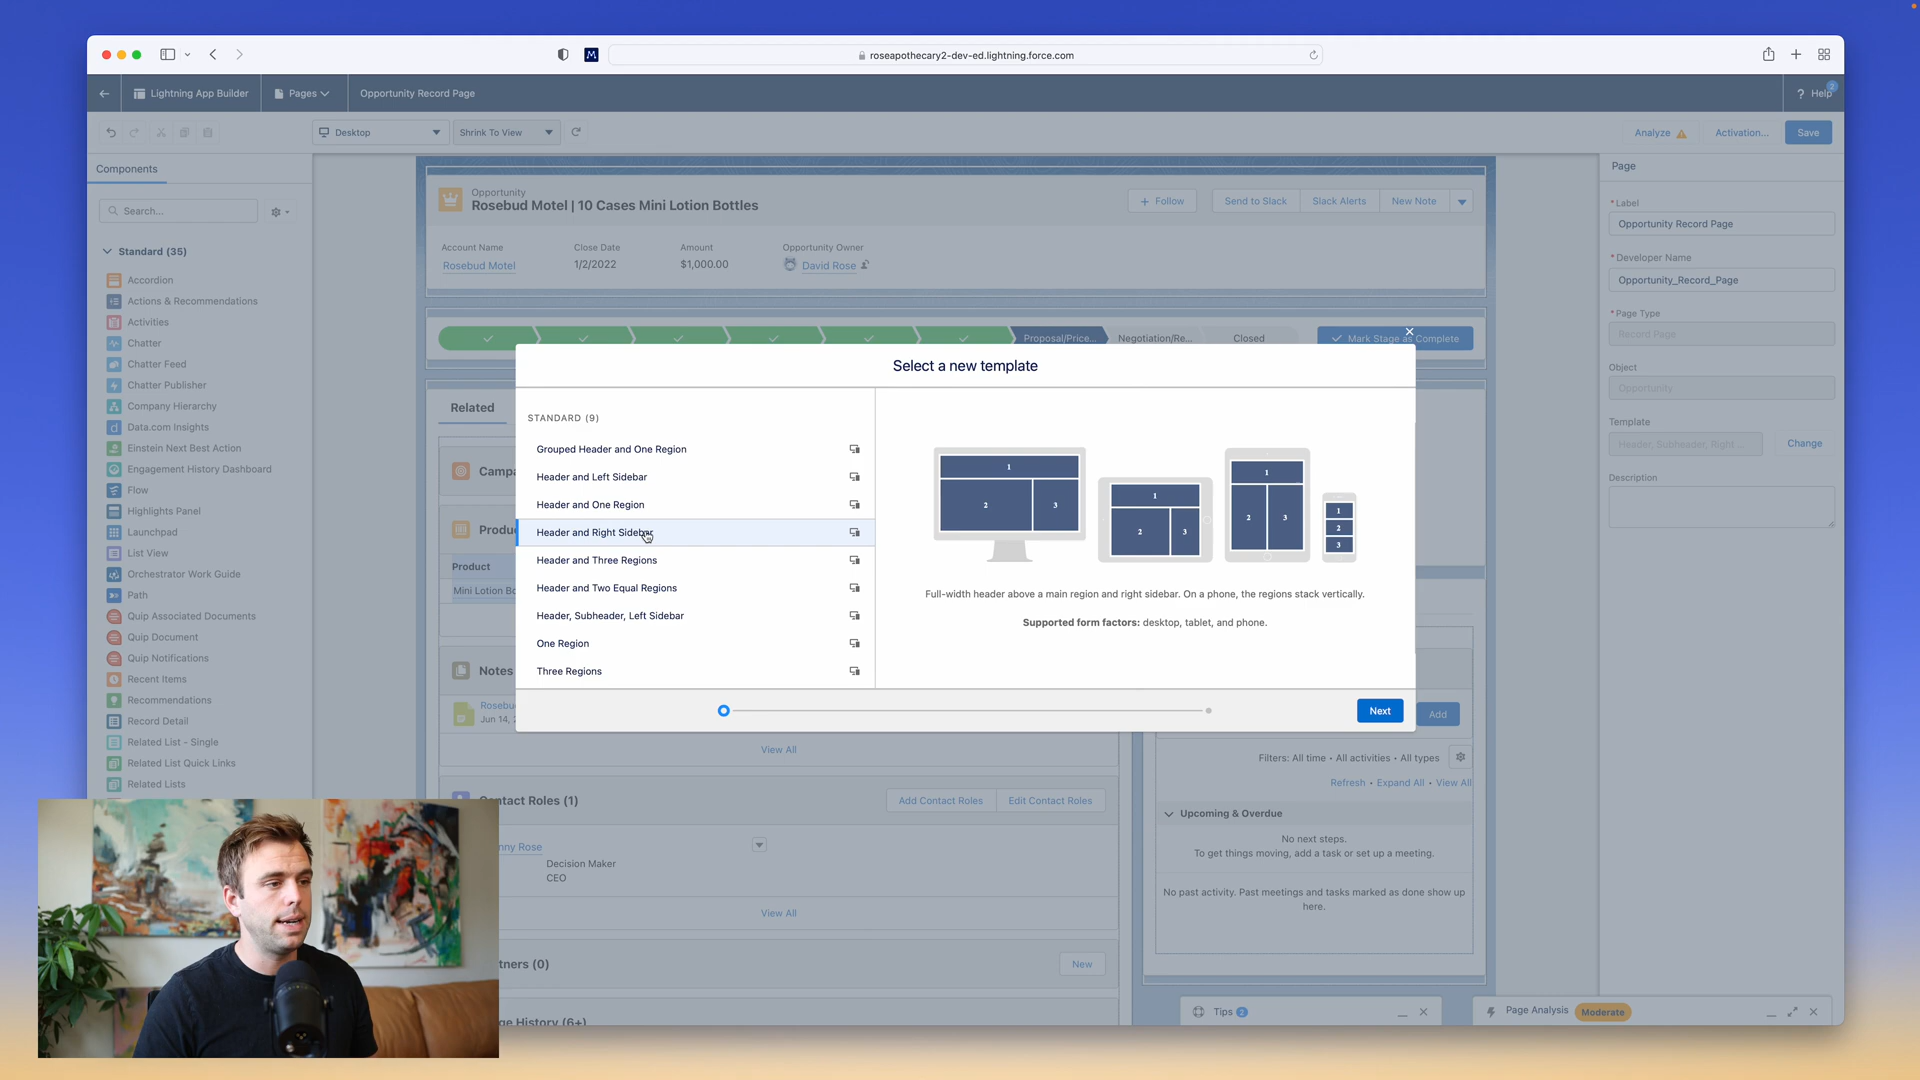 M
roseapothecary2-dev-ed.lightning.force.com
Lightning App Builder
Pages
Opportunity Record Page
? Help
2
Desktop
Shrink To View
Analyze
Activation...
Save
Components
Search...
Standard (35)
Accordion
Actions & Recommendations
Activities
Chatter
Chatter Feed
Chatter Publisher
Company Hierarchy
Data.com Insights
Einstein Next Best Action
Engagement History Dashboard
Flow
Highlights Panel
Launchpad
List View
Orchestrator Work Guide
Path
Quip Associated Documents
Quip Document
Quip Notifications
Recent Items
Recommendations
Record Detail
Related List - Single
Related List Quick Links
Related Lists
Opportunity
Rosebud Motel | 10 Cases Mini Lotion Bottles
+ Follow
Send to Slack
Slack Alerts
New Note
Account Name
Close Date
Amount
Opportunity Owner
Rosebud Motel
1/2/2022
$1,000.00
David Rose
Proposal/Price...
Negotiation/Re...
Closed
Mark Stage as Complete
Related
Campa
Produ
Product
Mini Lotion Bo
Notes
Rosebu
Jun 14, 2
View All
Select a new template
STANDARD (9)
Grouped Header and One Region
Header and Left Sidebar
Header and One Region
Header and Right Sidebar
Header and Three Regions
Header and Two Equal Regions
Header, Subheader, Left Sidebar
One Region
Three Regions
1
2
3
1
2
3
1
2
3
1
2
3
Full-width header above a main region and right sidebar. On a phone, the regions stack vertically.
Supported form factors: desktop, tablet, and phone.
Next
ntact Roles (1)
Add Contact Roles
Edit Contact Roles
nny Rose
Decision Maker
CEO
View All
tners (0)
New
ge History (6+)
Add
Filters: All time • All activities • All types
Refresh • Expand All • View All
Upcoming & Overdue
No next steps.
To get things moving, add a task or set up a meeting.
No past activity. Past meetings and tasks marked as done show up
here.
Page
*Label
Opportunity Record Page
*Developer Name
Opportunity_Record_Page
*Page Type
Record Page
Object
Opportunity
Template
Header, Subheader, Right ...
Change
Description
Tips 2
Page Analysis
Moderate